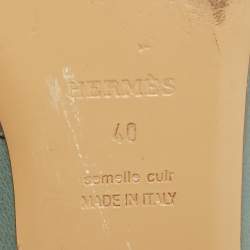 HERMÈS
40
semelle cuir
MADE IN ITALY